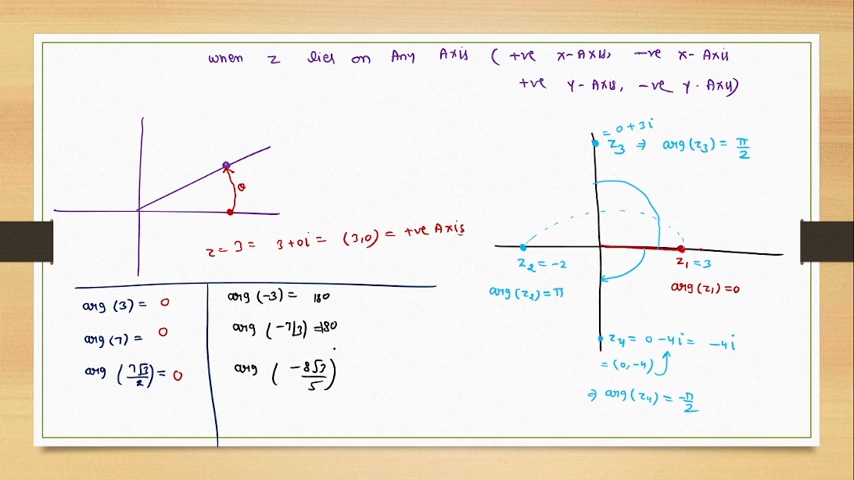 when z lies on Any Axis ( +ve x-Axis, -ve x-Axis
+ve Y-Axis, -ve Y-Axis)
θ
z = 3 = 3+0i = (3,0) = +ve Axis
arg (3) = 0
arg (7) = 0
arg (7√3/2) = 0
arg (-3) = 180
arg (-7/3) = 180
arg (-8√3/5)
= 0+3i
z₃ ⇒ arg(z₃) = π/2
z₂ = -2
arg(z₂) = π
z₁ = 3
arg(z₁) = 0
z₄ = 0-4i = -4i
= (0,-4)
⇒ arg(z₄) = -π/2